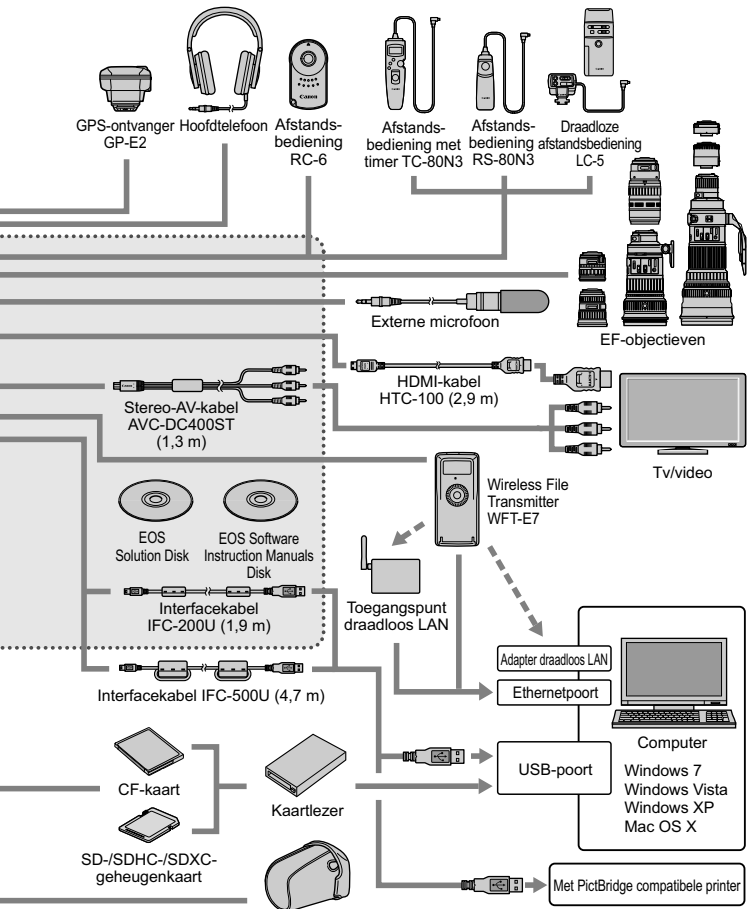 GPS-ontvanger
GP-E2
Hoofdtelefoon
Afstands-
bediening
RC-6
Canon
Afstands-
bediening met
timer TC-80N3
Afstands-
bediening
RS-80N3
Draadloze
afstandsbediening
LC-5
EF-objectieven
Externe microfoon
HDMI-kabel
HTC-100 (2,9 m)
Stereo-AV-kabel
AVC-DC400ST
(1,3 m)
Tv/video
Wireless File
Transmitter
WFT-E7
EOS
Solution Disk
EOS Software
Instruction Manuals
Disk
Interfacekabel
IFC-200U (1,9 m)
Toegangspunt
draadloos LAN
Adapter draadloos LAN
Ethernetpoort
Interfacekabel IFC-500U (4,7 m)
Computer
USB-poort
Windows 7
Windows Vista
Windows XP
Mac OS X
CF-kaart
Kaartlezer
SD-/SDHC-/SDXC-
geheugenkaart
Met PictBridge compatibele printer